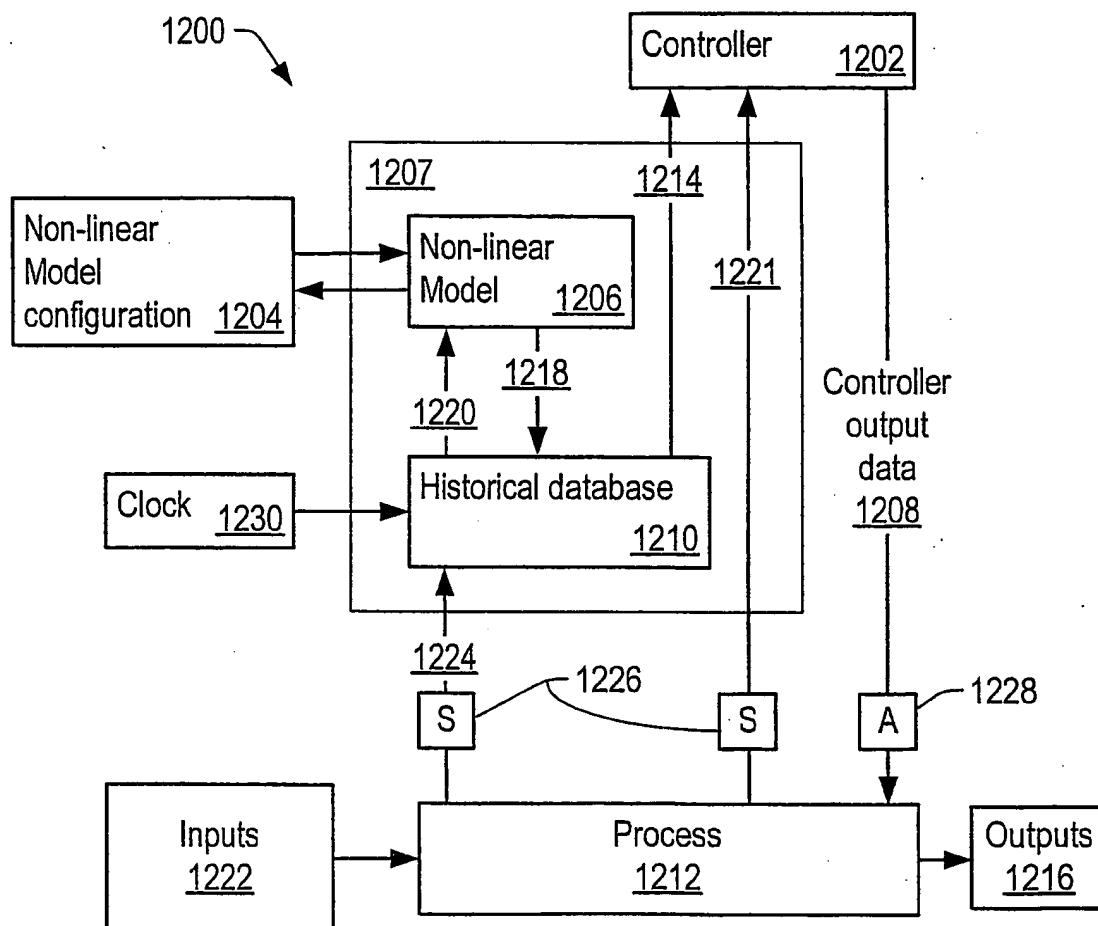 1200
Controller
1202
1207
1214
Non-linear
Model
configuration 1204
Non-linear
Model 1206
1221
1218
1220
Controller
output
data
1208
Clock 1230
Historical database
1210
1224
1226
1228
S
S
A
Inputs
1222
Process
1212
Outputs
1216